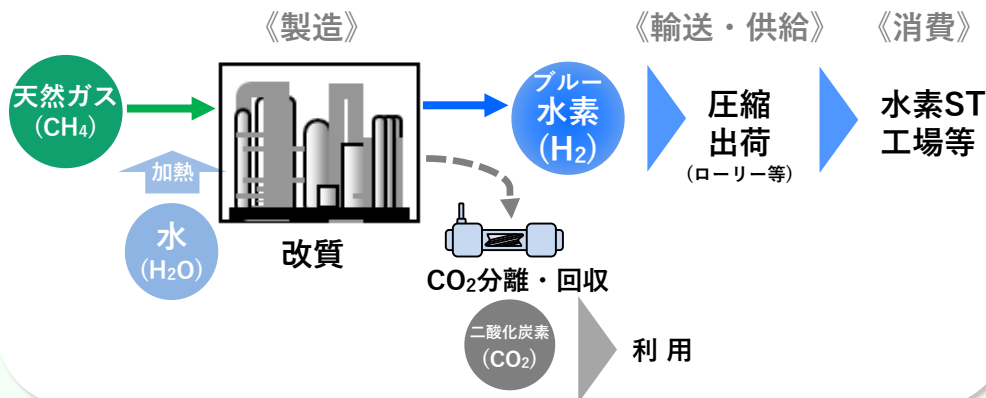 《製造》
《輸送・供給》
《消費》
天然ガス
(CH₄)
加熱
水
(H₂O)
改質
ブルー
水素
(H₂)
圧縮
出荷
(ローリー等)
水素ST
工場等
CO₂分離・回収
二酸化炭素
(CO₂)
利 用